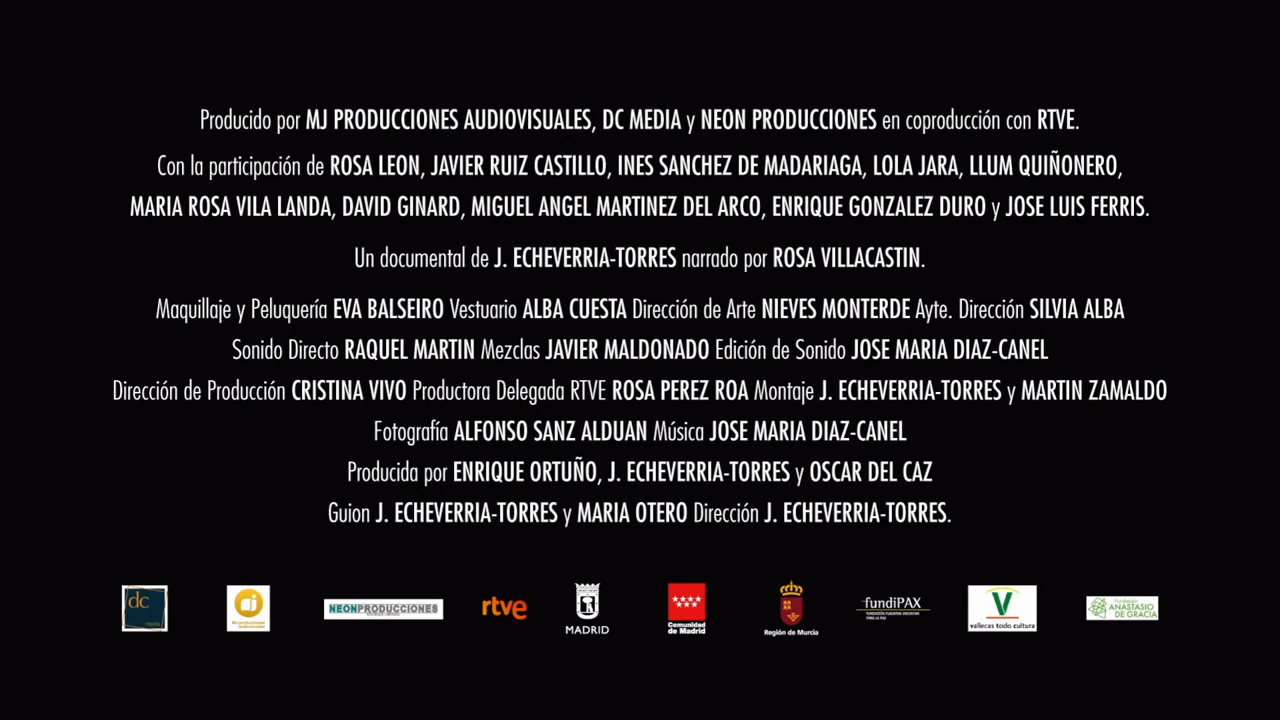 Producido por MJ PRODUCCIONES AUDIOVISUALES, DC MEDIA y NEON PRODUCCIONES en coproducción con RTVE.
Con la participación de ROSA LEON, JAVIER RUIZ CASTILLO, INES SANCHEZ DE MADARIAGA, LOLA JARA, LLUM QUIÑONERO,
MARIA ROSA VILA LANDA, DAVID GINARD, MIGUEL ANGEL MARTINEZ DEL ARCO, ENRIQUE GONZALEZ DURO y JOSE LUIS FERRIS.
Un documental de J. ECHEVERRIA-TORRES narrado por ROSA VILLACASTIN.
Maquillaje y Peluquería EVA BALSEIRO Vestuario ALBA CUESTA Dirección de Arte NIEVES MONTERDE Ayte. Dirección SILVIA ALBA
Sonido Directo RAQUEL MARTIN Mezclas JAVIER MALDONADO Edición de Sonido JOSE MARIA DIAZ-CANEL
Dirección de Producción CRISTINA VIVO Productora Delegada RTVE ROSA PEREZ ROA Montaje J. ECHEVERRIA-TORRES y MARTIN ZAMALDO
Fotografía ALFONSO SANZ ALDUAN Música JOSE MARIA DIAZ-CANEL
Producida por ENRIQUE ORTUÑO, J. ECHEVERRIA-TORRES y OSCAR DEL CAZ
Guion J. ECHEVERRIA-TORRES y MARIA OTERO Dirección J. ECHEVERRIA-TORRES.
dc
media
NEONPRODUCCIONES
rtve
MADRID
Comunidad
de Madrid
Región de Murcia
fundiPAX
PARA LA PAZ
vallecas todo cultura
Fundación
ANASTASIO
DE GRACIA